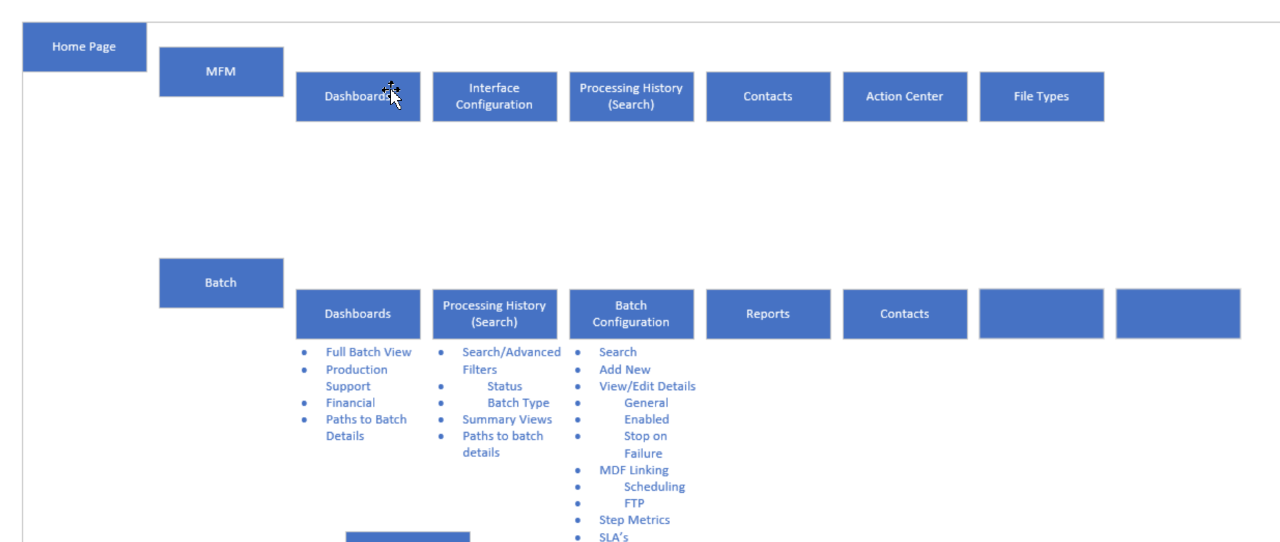 Home Page
MFM
Dashboards
Interface
Configuration
Processing History
(Search)
Contacts
Action Center
File Types
Batch
Dashboards
Processing History
(Search)
Batch
Configuration
Reports
Contacts
• Full Batch View
• Production
Support
• Financial
• Paths to Batch
Details
• Search/Advanced
Filters
• Status
• Batch Type
• Summary Views
• Paths to batch
details
• Search
• Add New
• View/Edit Details
• General
• Enabled
• Stop on
Failure
• MDF Linking
• Scheduling
• FTP
• Step Metrics
• SLA's